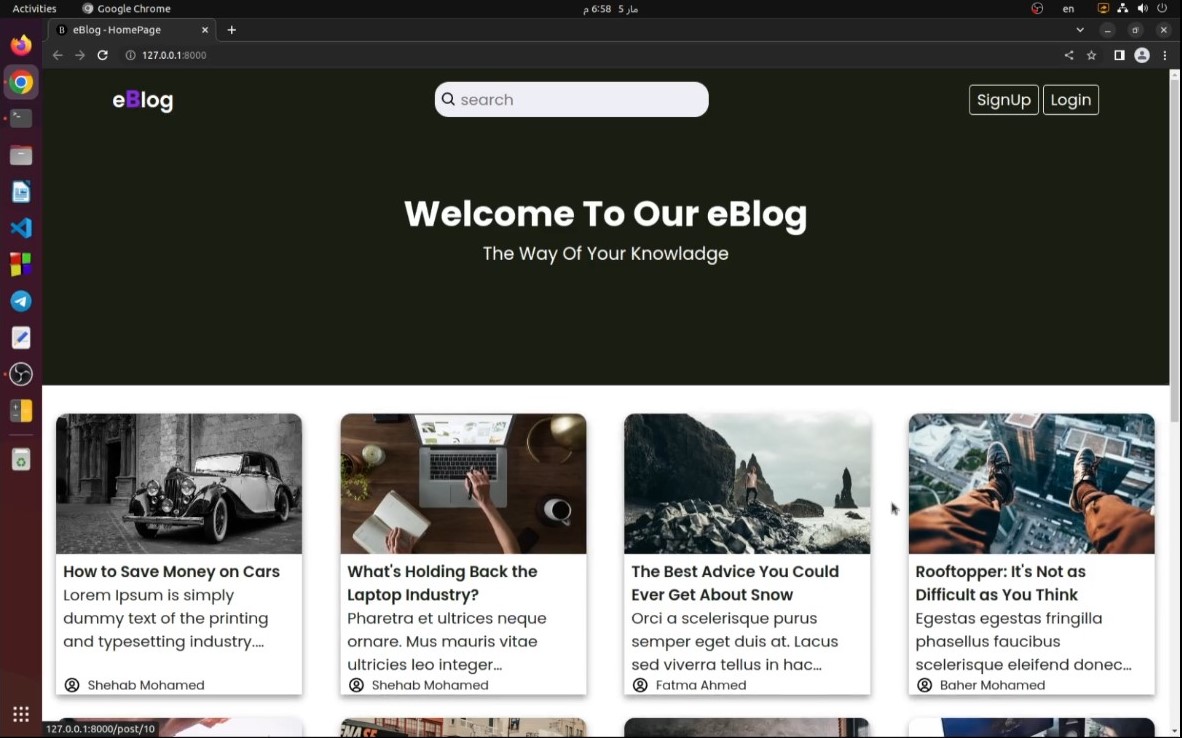 Activities
Google Chrome
مار 5 6:58 م
en
B
eBlog - HomePage
127.0.0.1:8000
eBlog
search
SignUp
Login
Welcome To Our eBlog
The Way Of Your Knowladge
How to Save Money on Cars
Lorem Ipsum is simply
dummy text of the printing
and typesetting industry....
Shehab Mohamed
What's Holding Back the
Laptop Industry?
Pharetra et ultrices neque
ornare. Mus mauris vitae
ultricies leo integer...
Shehab Mohamed
The Best Advice You Could
Ever Get About Snow
Orci a scelerisque purus
semper eget duis at. Lacus
sed viverra tellus in hac...
Fatma Ahmed
Rooftopper: It's Not as
Difficult as You Think
Egestas egestas fringilla
phasellus faucibus
scelerisque eleifend donec...
Baher Mohamed
127.0.0.1:8000/post/10